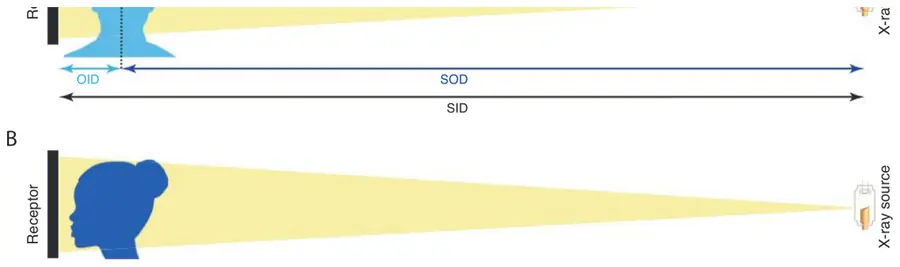 OID
SOD
SID
B
Receptor
X-ray source